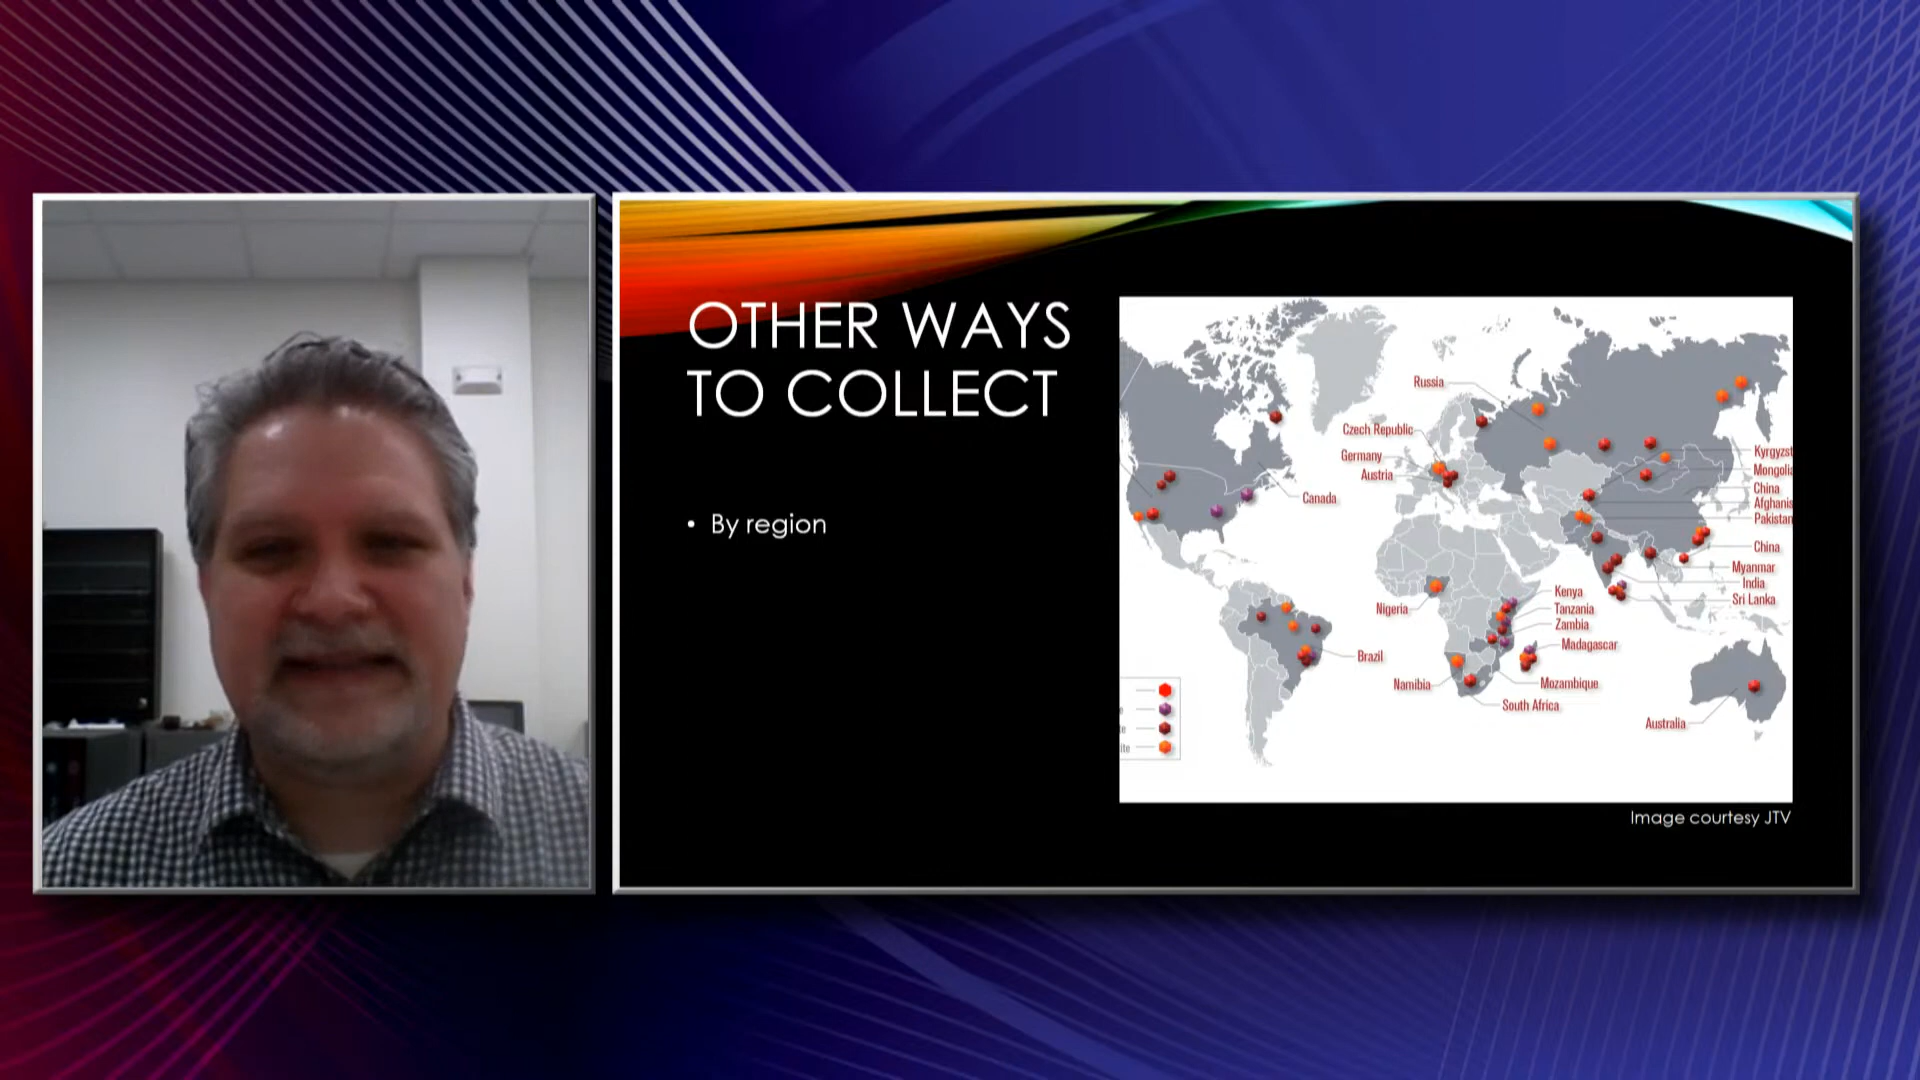 OTHER WAYS
TO COLLECT
• By region
Russia
Czech Republic
Germany
Austria
Canada
Kyrgyzst
Mongolia
China
Afghanis
Pakistan
China
Myanmar
India
Sri Lanka
Kenya
Tanzania
Zambia
Nigeria
Madagascar
Brazil
Namibia
Mozambique
South Africa
Australia
Image courtesy JTV